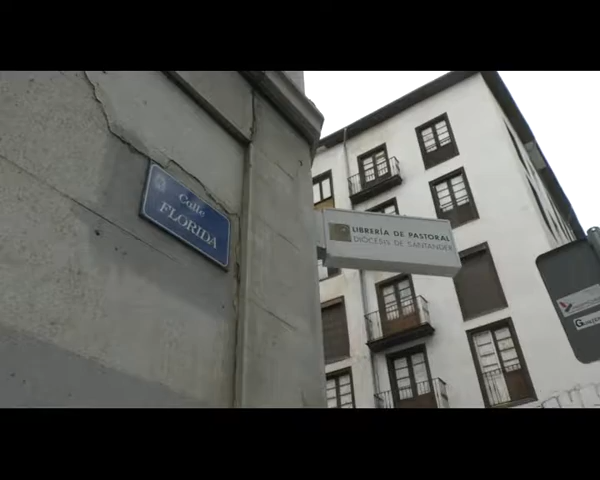 Calle
FLORIDA
LIBRERÍA DE PASTORAL
DIÓCESIS DE SANTANDER